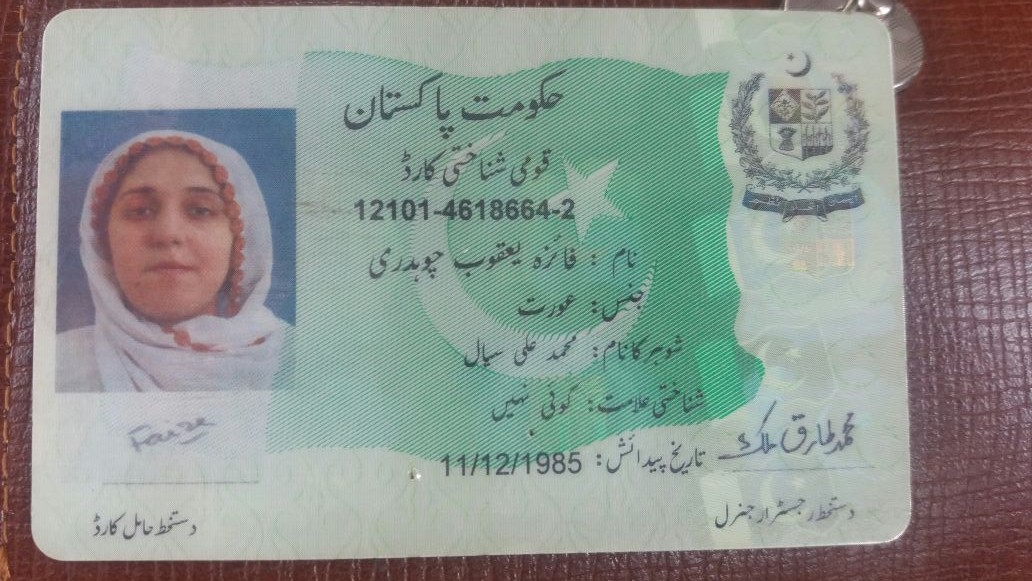 حکومت پاکستان
قومی شناختی کارڈ
12101-4618664-2
نام : فائزہ یعقوب چوہدری
جنس: عورت
شوہر کا نام: محمد علی سیال
شناختی علامت: کوئی نہیں
تاریخ پیدائش: 11/12/1985
Faize
محمد طارق ملک
دستخط حامل کارڈ
دستخط رجسٹرار جنرل